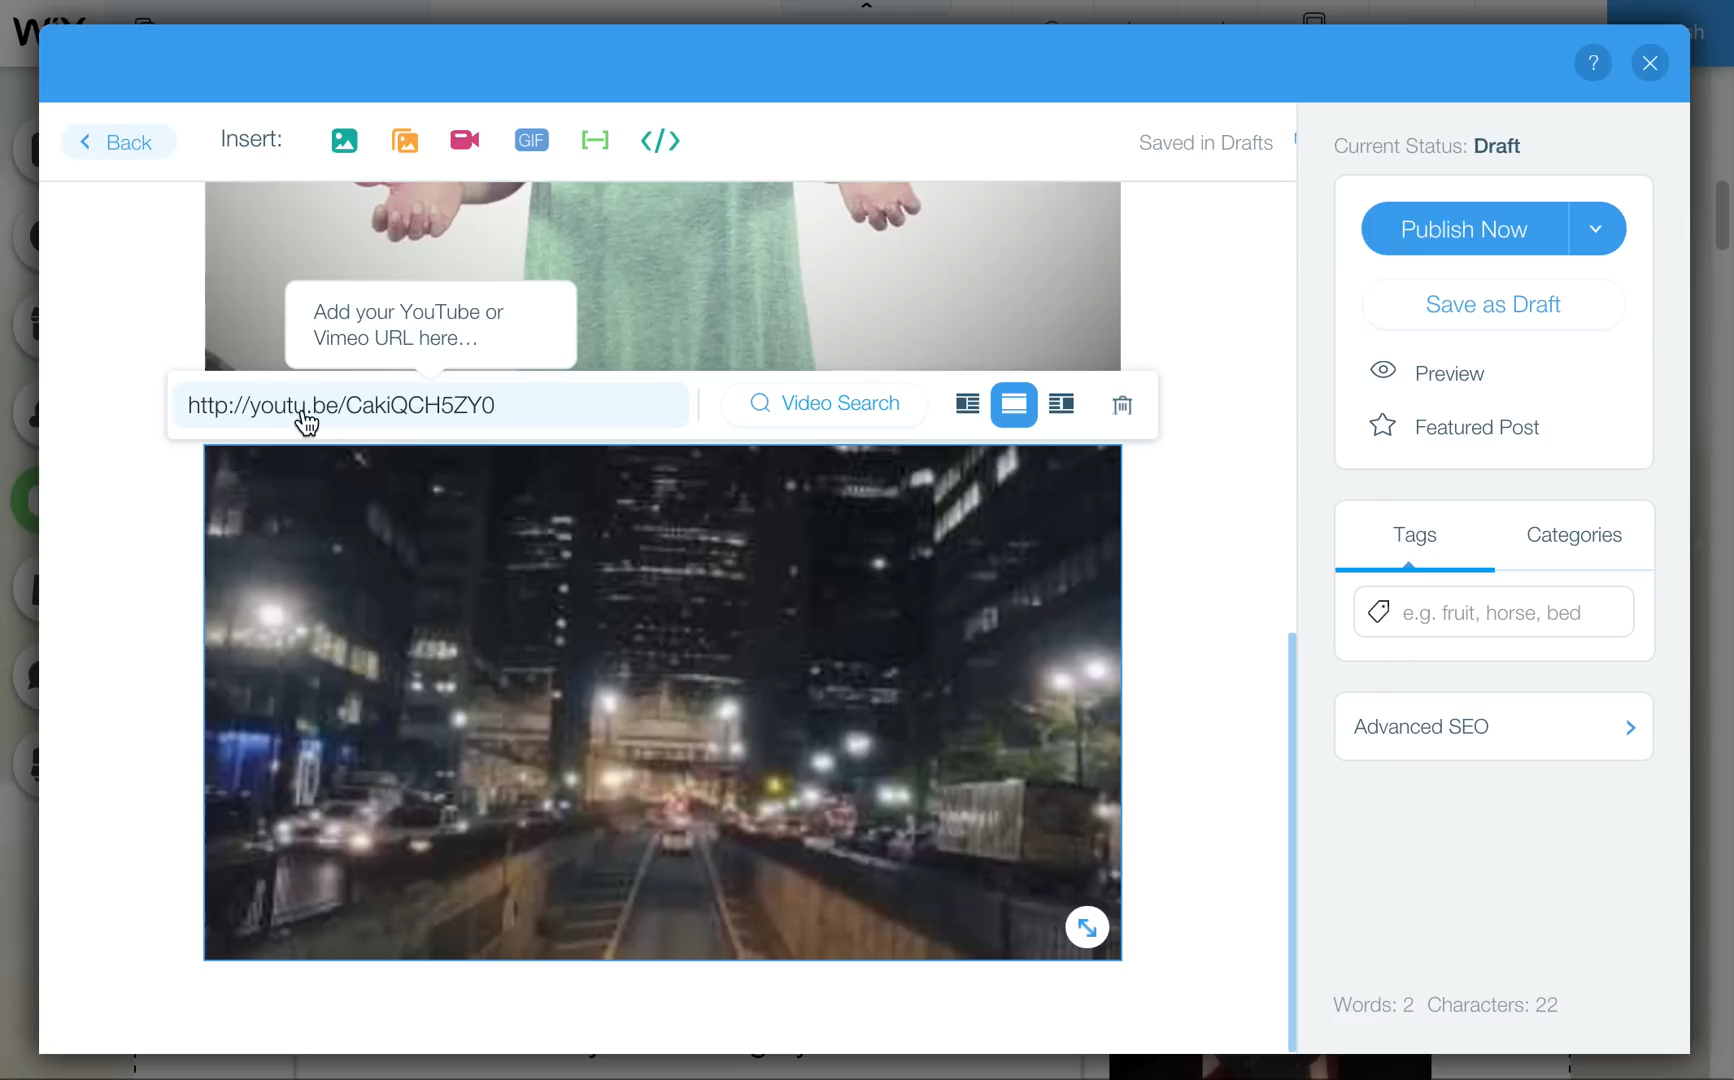 ?
Back
Insert:
GIF
</>
Saved in Drafts
Current Status: Draft
Publish Now
Save as Draft
Preview
Featured Post
Add your YouTube or
Vimeo URL here...
http://youtu.be/CakiQCH5ZY0
Video Search
Tags
Categories
e.g. fruit, horse, bed
Advanced SEO
Words: 2 Characters: 22